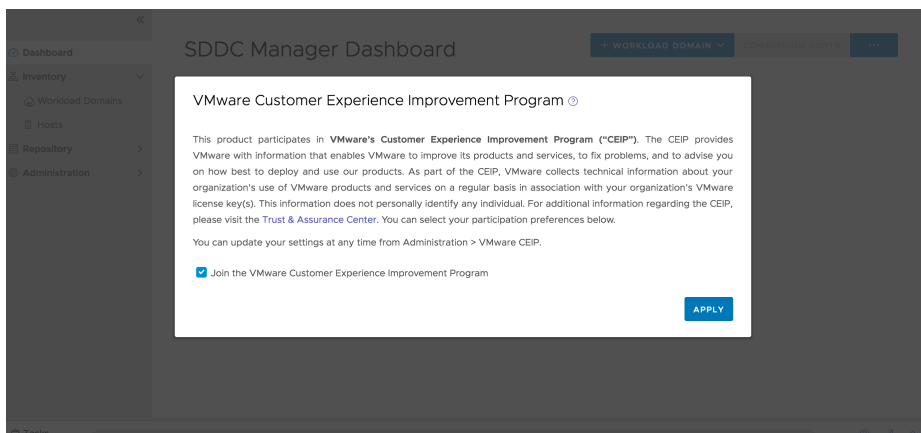 «
Dashboard
SDDC Manager Dashboard
+ WORKLOAD DOMAIN
COMMISSION HOSTS
...
Inventory
Workload Domains
Hosts
Repository
Administration
VMware Customer Experience Improvement Program
This product participates in VMware's Customer Experience Improvement Program (“CEIP”). The CEIP provides
VMware with information that enables VMware to improve its products and services, to fix problems, and to advise you
on how best to deploy and use our products. As part of the CEIP, VMware collects technical information about your
organization's use of VMware products and services on a regular basis in association with your organization's VMware
license key(s). This information does not personally identify any individual. For additional information regarding the CEIP,
please visit the Trust & Assurance Center. You can select your participation preferences below.
You can update your settings at any time from Administration > VMware CEIP.
Join the VMware Customer Experience Improvement Program
APPLY
Tasks